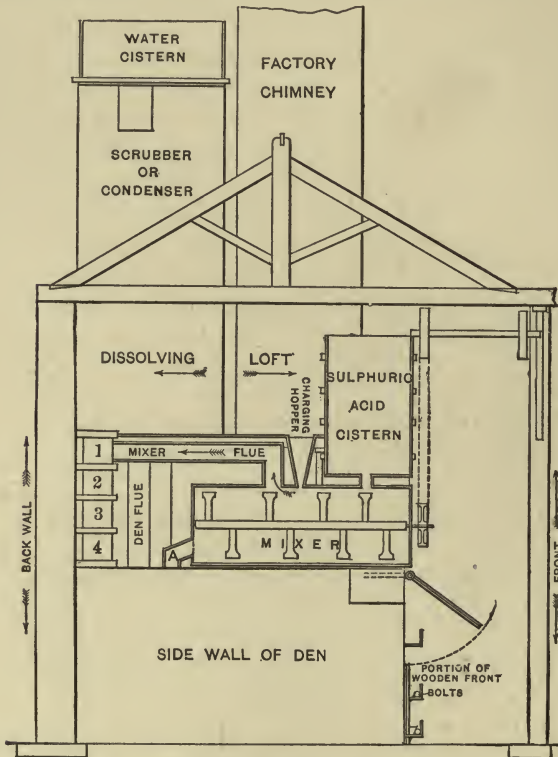 WATER
CISTERN
FACTORY
CHIMNEY
SCRUBBER
OR
CONDENSER
DISSOLVING
LOFT
CHARGING
HOPPER
SULPHURIC
ACID
CISTERN
1
MIXER
FLUE
2
3
4
DEN FLUE
A
MIXER
BACK WALL
FRONT
SIDE WALL OF DEN
PORTION OF
WOODEN FRONT
BOLTS